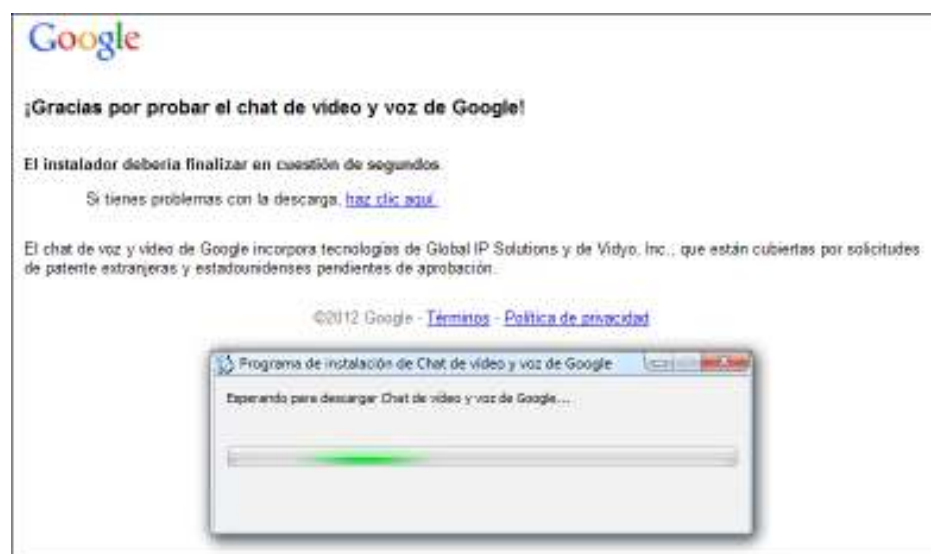 Google
¡Gracias por probar el chat de vídeo y voz de Google!
El instalador debería finalizar en cuestión de segundos.
Si tienes problemas con la descarga, haz clic aquí.
El chat de voz y vídeo de Google incorpora tecnologías de Global IP Solutions y de Vidyo, Inc., que están cubiertas por solicitudes
de patente extranjeras y estadounidenses pendientes de aprobación.
©2012 Google - Términos - Política de privacidad
Programa de instalación de Chat de vídeo y voz de Google
Esperando para descargar Chat de vídeo y voz de Google...